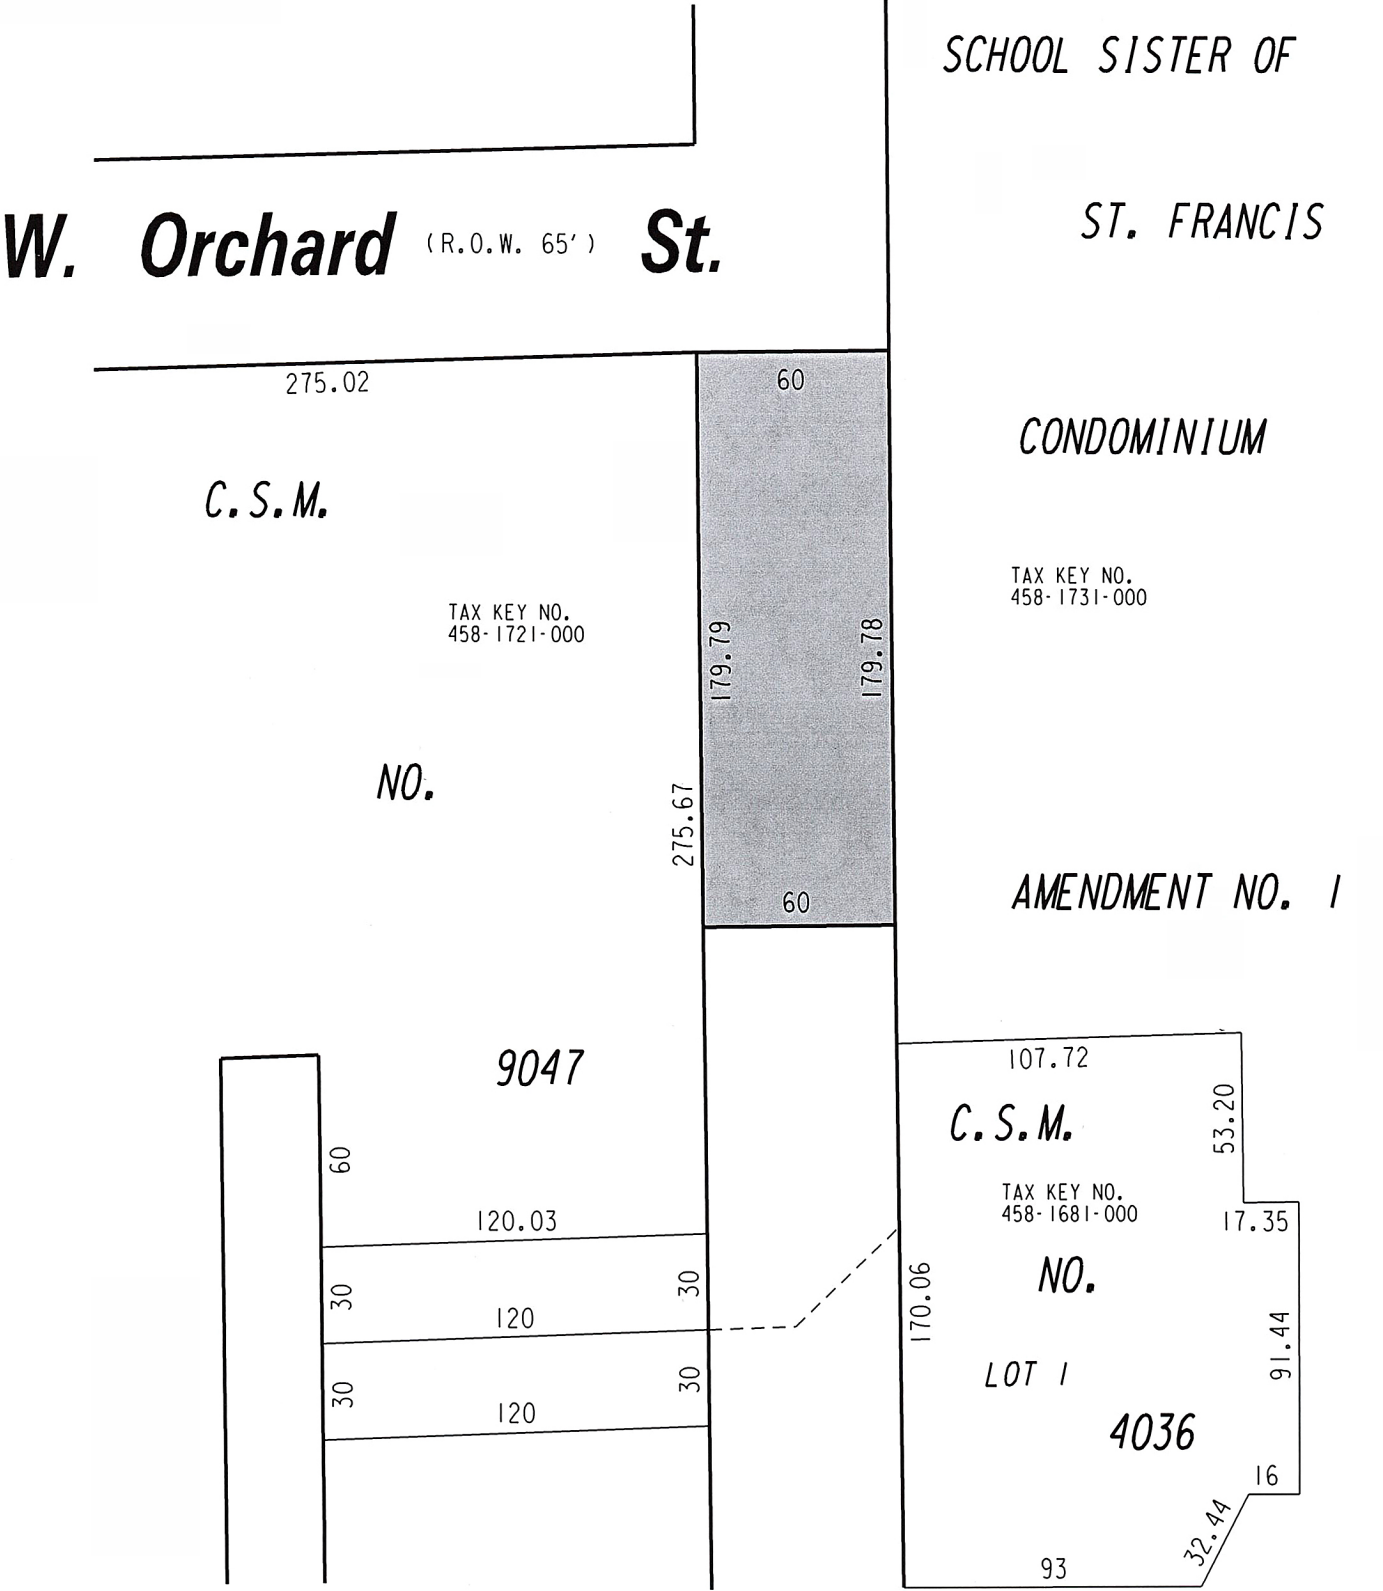 SCHOOL SISTER OF
ST. FRANCIS
W. Orchard (R.O.W. 65') St.
275.02
60
CONDOMINIUM
C.S.M.
TAX KEY NO.
458-1731-000
TAX KEY NO.
458-1721-000
179.79
179.78
NO.
275.67
60
AMENDMENT NO. 1
9047
107.72
C.S.M.
53.20
60
TAX KEY NO.
458-1681-000
120.03
17.35
NO.
30
30
170.06
120
91.44
LOT 1
30
30
120
4036
16
32.44
93